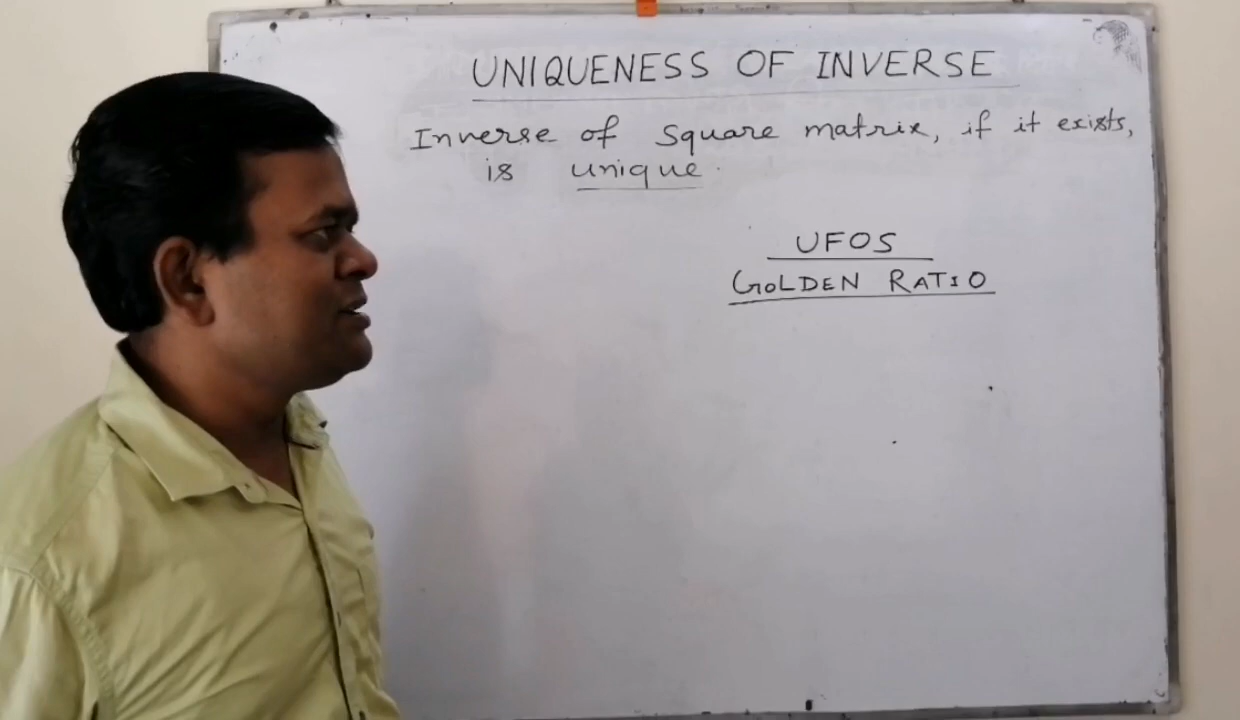 UNIQUENESS OF INVERSE
Inverse of square matrix, if it exists,
is unique.
UFOS
GOLDEN RATIO